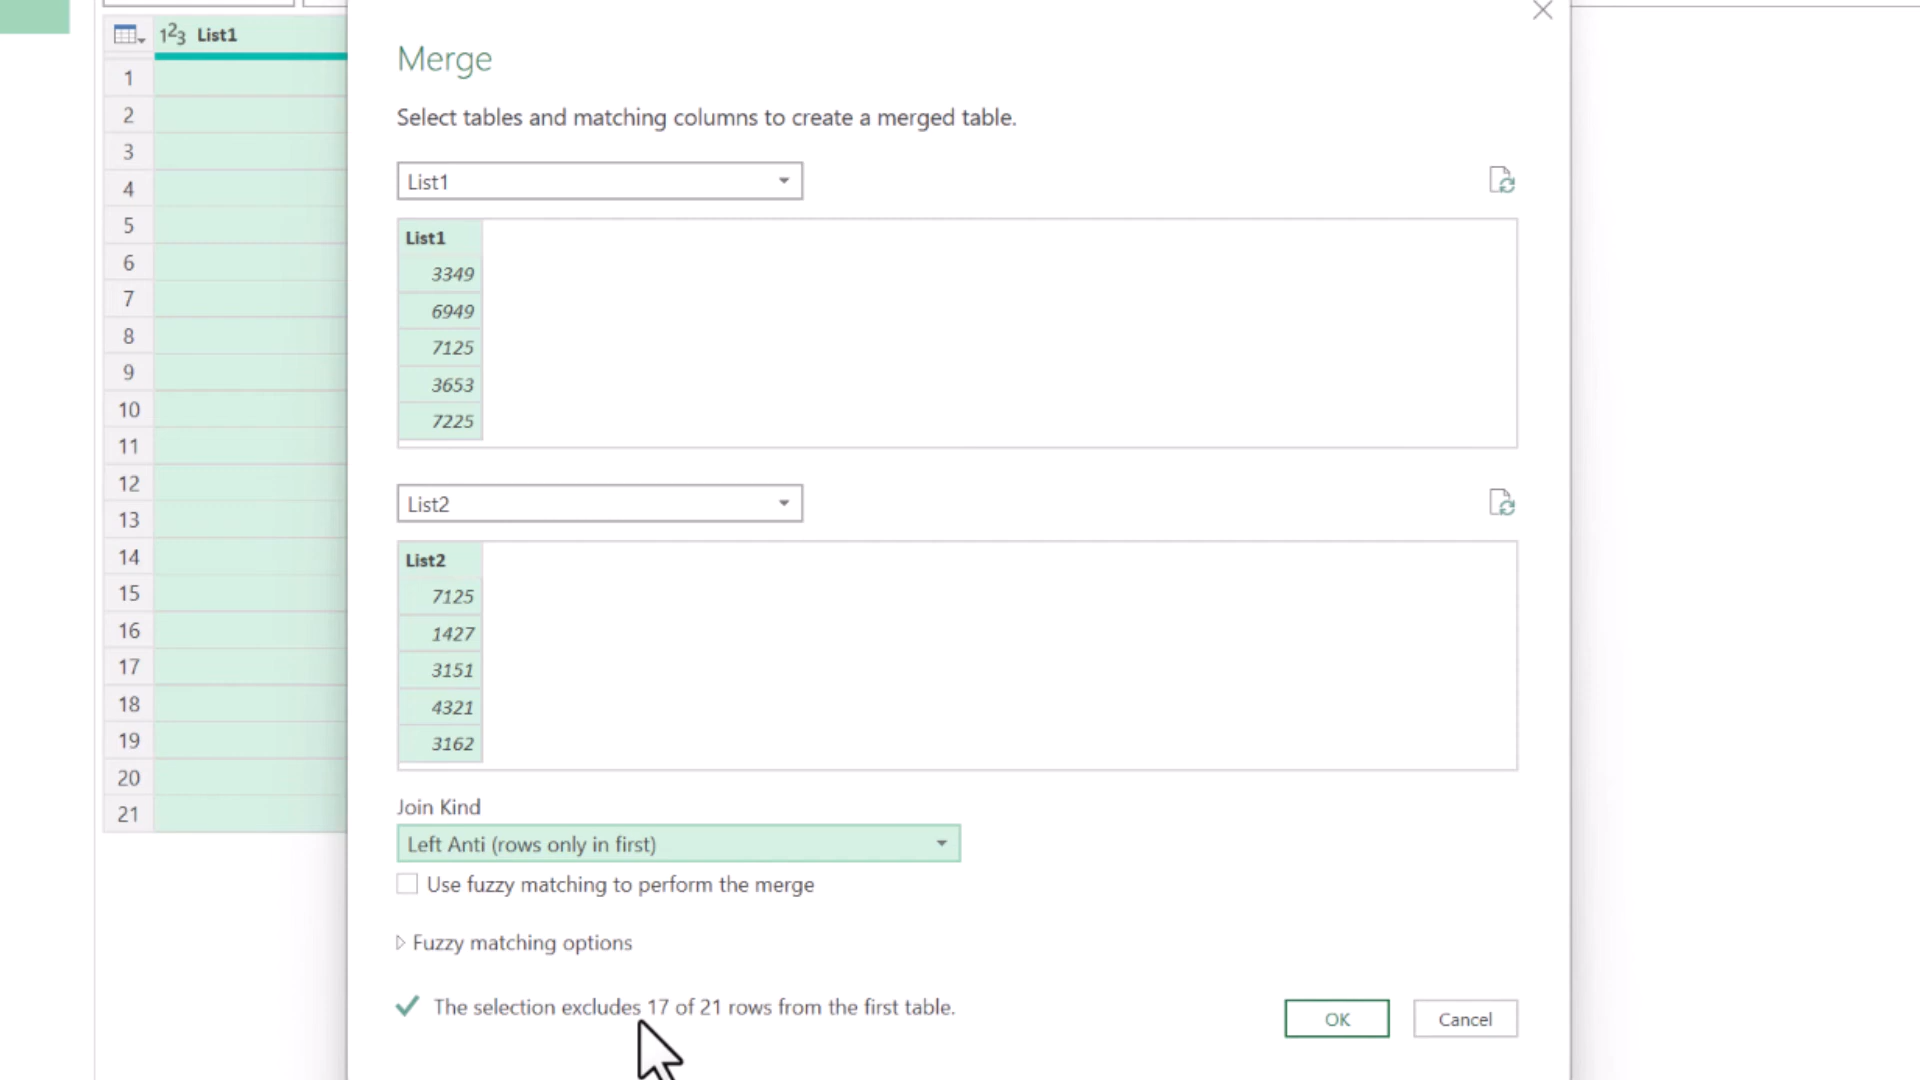 1²3 List1
1
2
3
4
5
6
7
8
9
10
11
12
13
14
15
16
17
18
19
20
21
Merge
Select tables and matching columns to create a merged table.
List1
List1
3349
6949
7125
3653
7225
List2
List2
7125
1427
3151
4321
3162
Join Kind
Left Anti (rows only in first)
Use fuzzy matching to perform the merge
Fuzzy matching options
The selection excludes 17 of 21 rows from the first table.
OK
Cancel